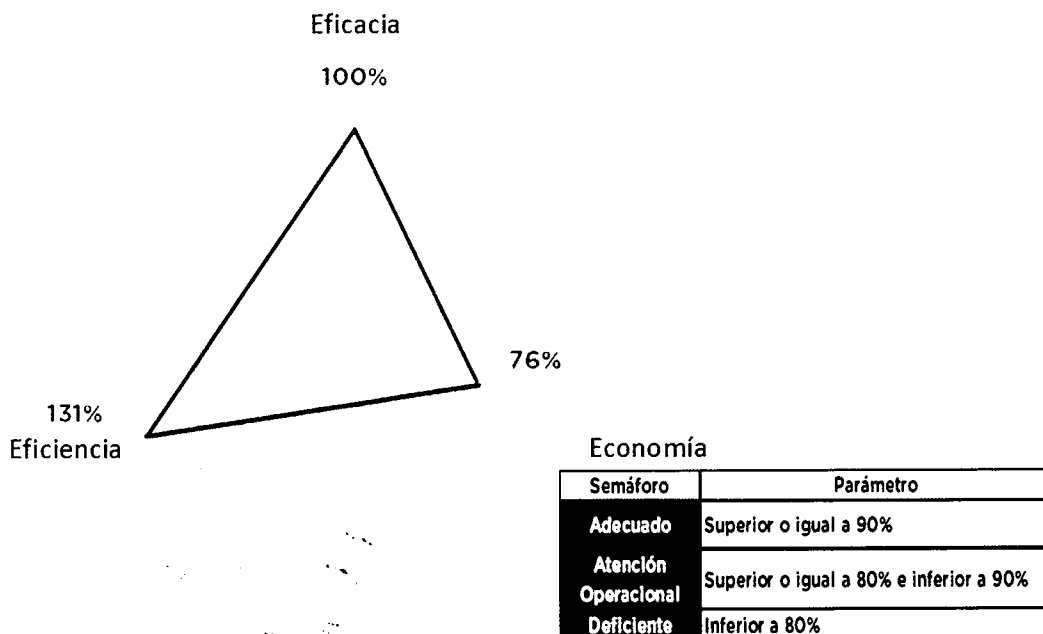 Eficacia
100%
76%
131%
Eficiencia
Economía
Semáforo Parámetro
Adecuado Superior o igual a 90%
Atención Operacional Superior o igual a 80% e inferior a 90%
Deficiente Inferior a 80%